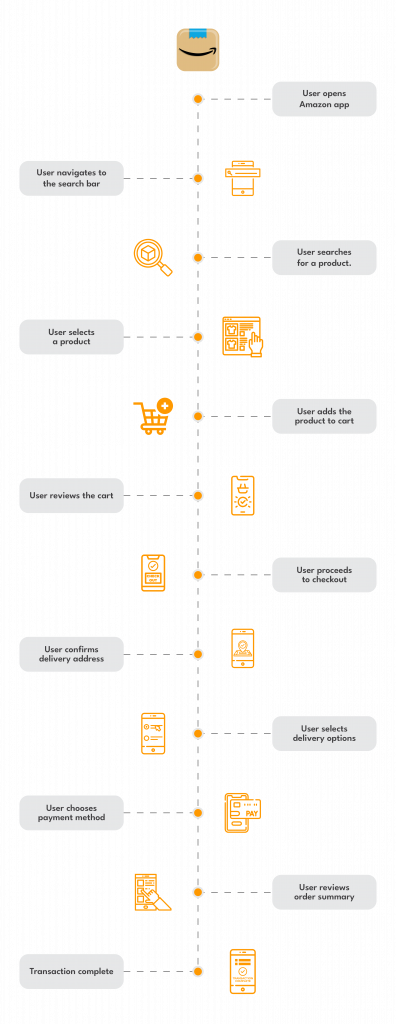 User opens
Amazon app
User navigates to
the search bar
User searches
for a product.
User selects
a product
User adds the
product to cart
User reviews the cart
User proceeds
to checkout
User confirms
delivery address
User selects
delivery options
User chooses
payment method
PAY
User reviews
order summary
Transaction complete